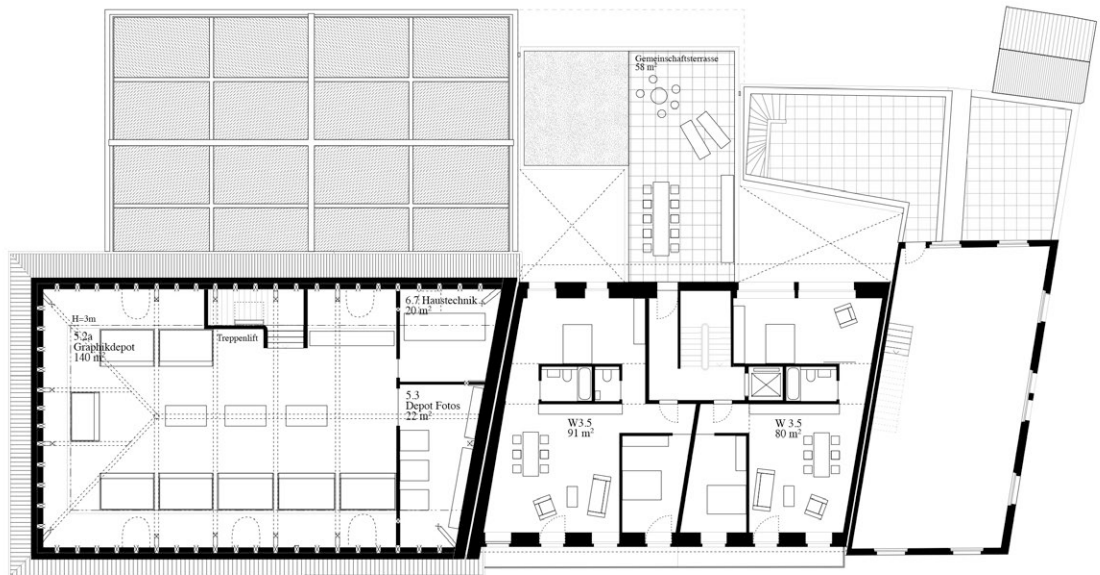 Gemeinschaftsterrasse
58 m²
H=3m
5.2a
Graphikdepot
140 m²
Treppenlift
6.7 Haustechnik
20 m²
5.3
Depot Fotos
22 m²
W3.5
91 m²
W 3.5
80 m²